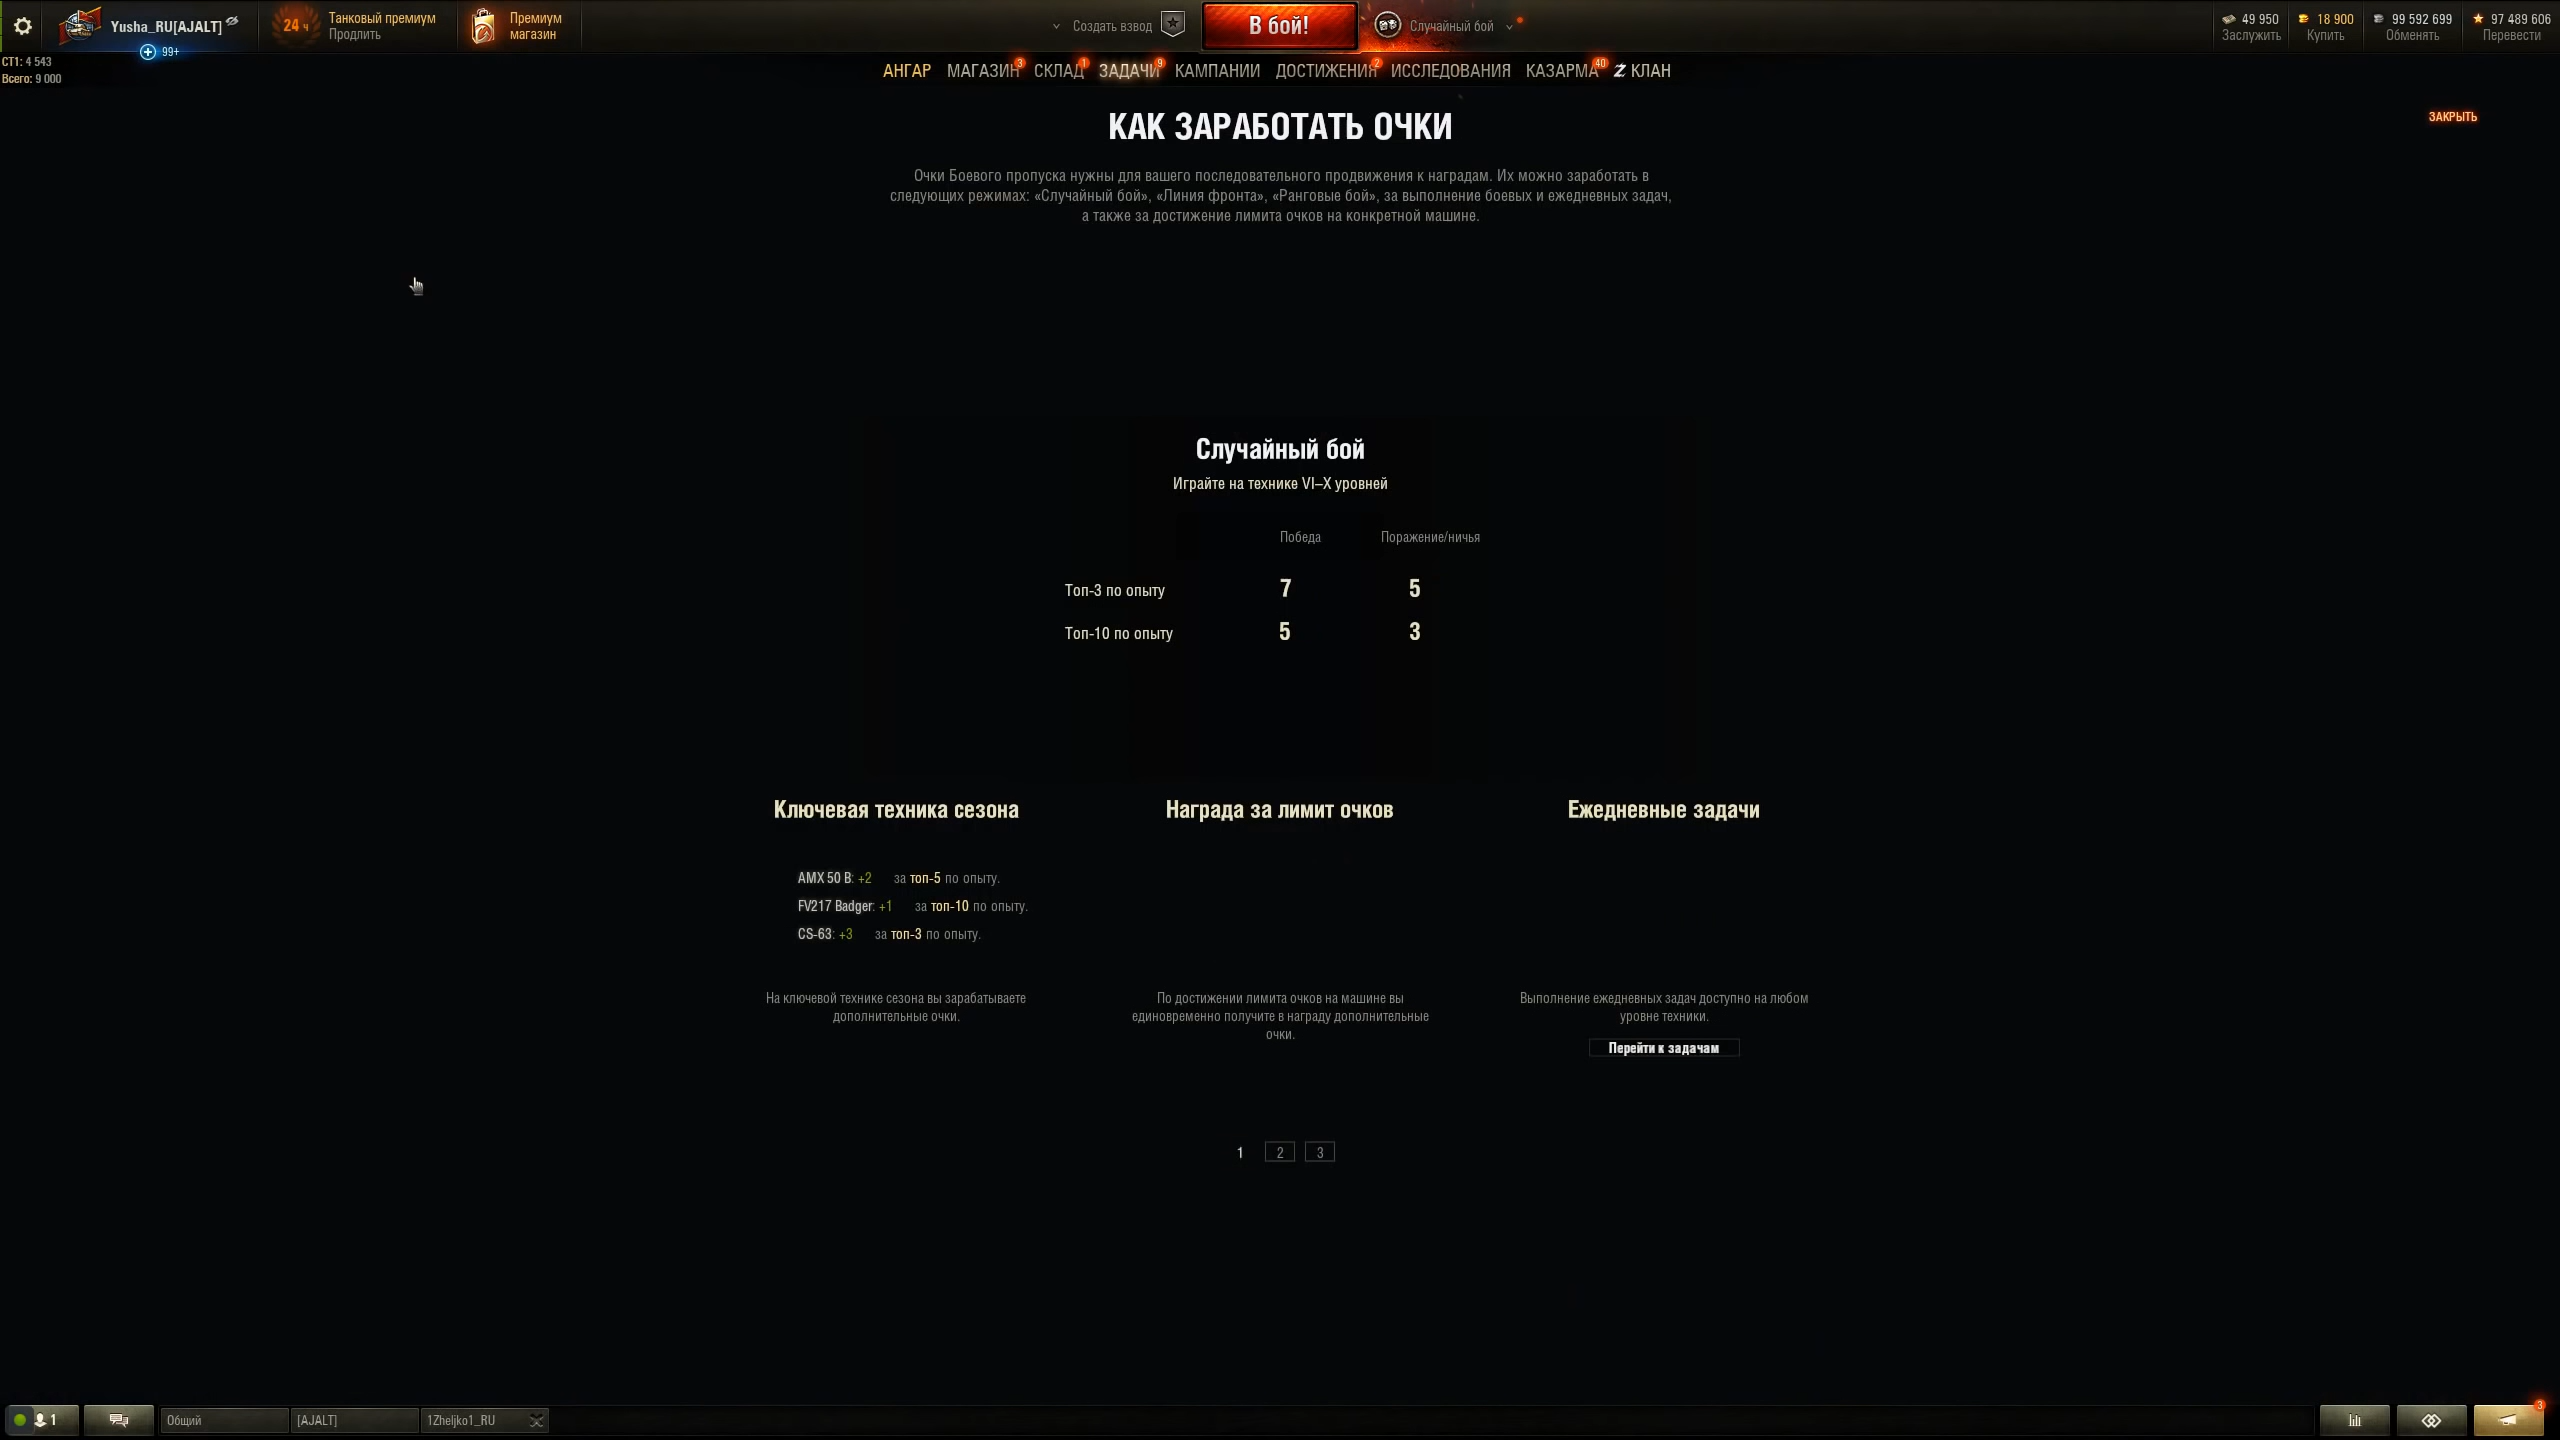 Yusha_RU[AJALT]
99+
24 ч
Танковый премиум
Продлить
Премиум
магазин
Создать взвод
В бой!
Случайный бой
49 950
Заслужить
18 900
Купить
99 592 699
Обменять
97 489 606
Перевести
СТ1: 4 543
Всего: 9 000
АНГАР МАГАЗИН 3 СКЛАД 1 ЗАДАЧИ 9 КАМПАНИИ ДОСТИЖЕНИЯ 2 ИССЛЕДОВАНИЯ КАЗАРМА 40 Z КЛАН
КАК ЗАРАБОТАТЬ ОЧКИ
ЗАКРЫТЬ
Очки Боевого пропуска нужны для вашего последовательного продвижения к наградам. Их можно заработать в
следующих режимах: «Случайный бой», «Линия фронта», «Ранговые бои», за выполнение боевых и ежедневных задач,
а также за достижение лимита очков на конкретной машине.
Случайный бой
Играйте на технике VI–X уровней
Победа Поражение/ничья
Топ-3 по опыту 7 5
Топ-10 по опыту 5 3
Ключевая техника сезона
AMX 50 B: +2 за топ-5 по опыту.
FV217 Badger: +1 за топ-10 по опыту.
CS-63: +3 за топ-3 по опыту.
На ключевой технике сезона вы зарабатываете
дополнительные очки.
Награда за лимит очков
По достижении лимита очков на машине вы
единовременно получите в награду дополнительные
очки.
Ежедневные задачи
Выполнение ежедневных задач доступно на любом
уровне техники.
Перейти к задачам
1 2 3
1
Общий
[AJALT]
1Zheljko1_RU
3